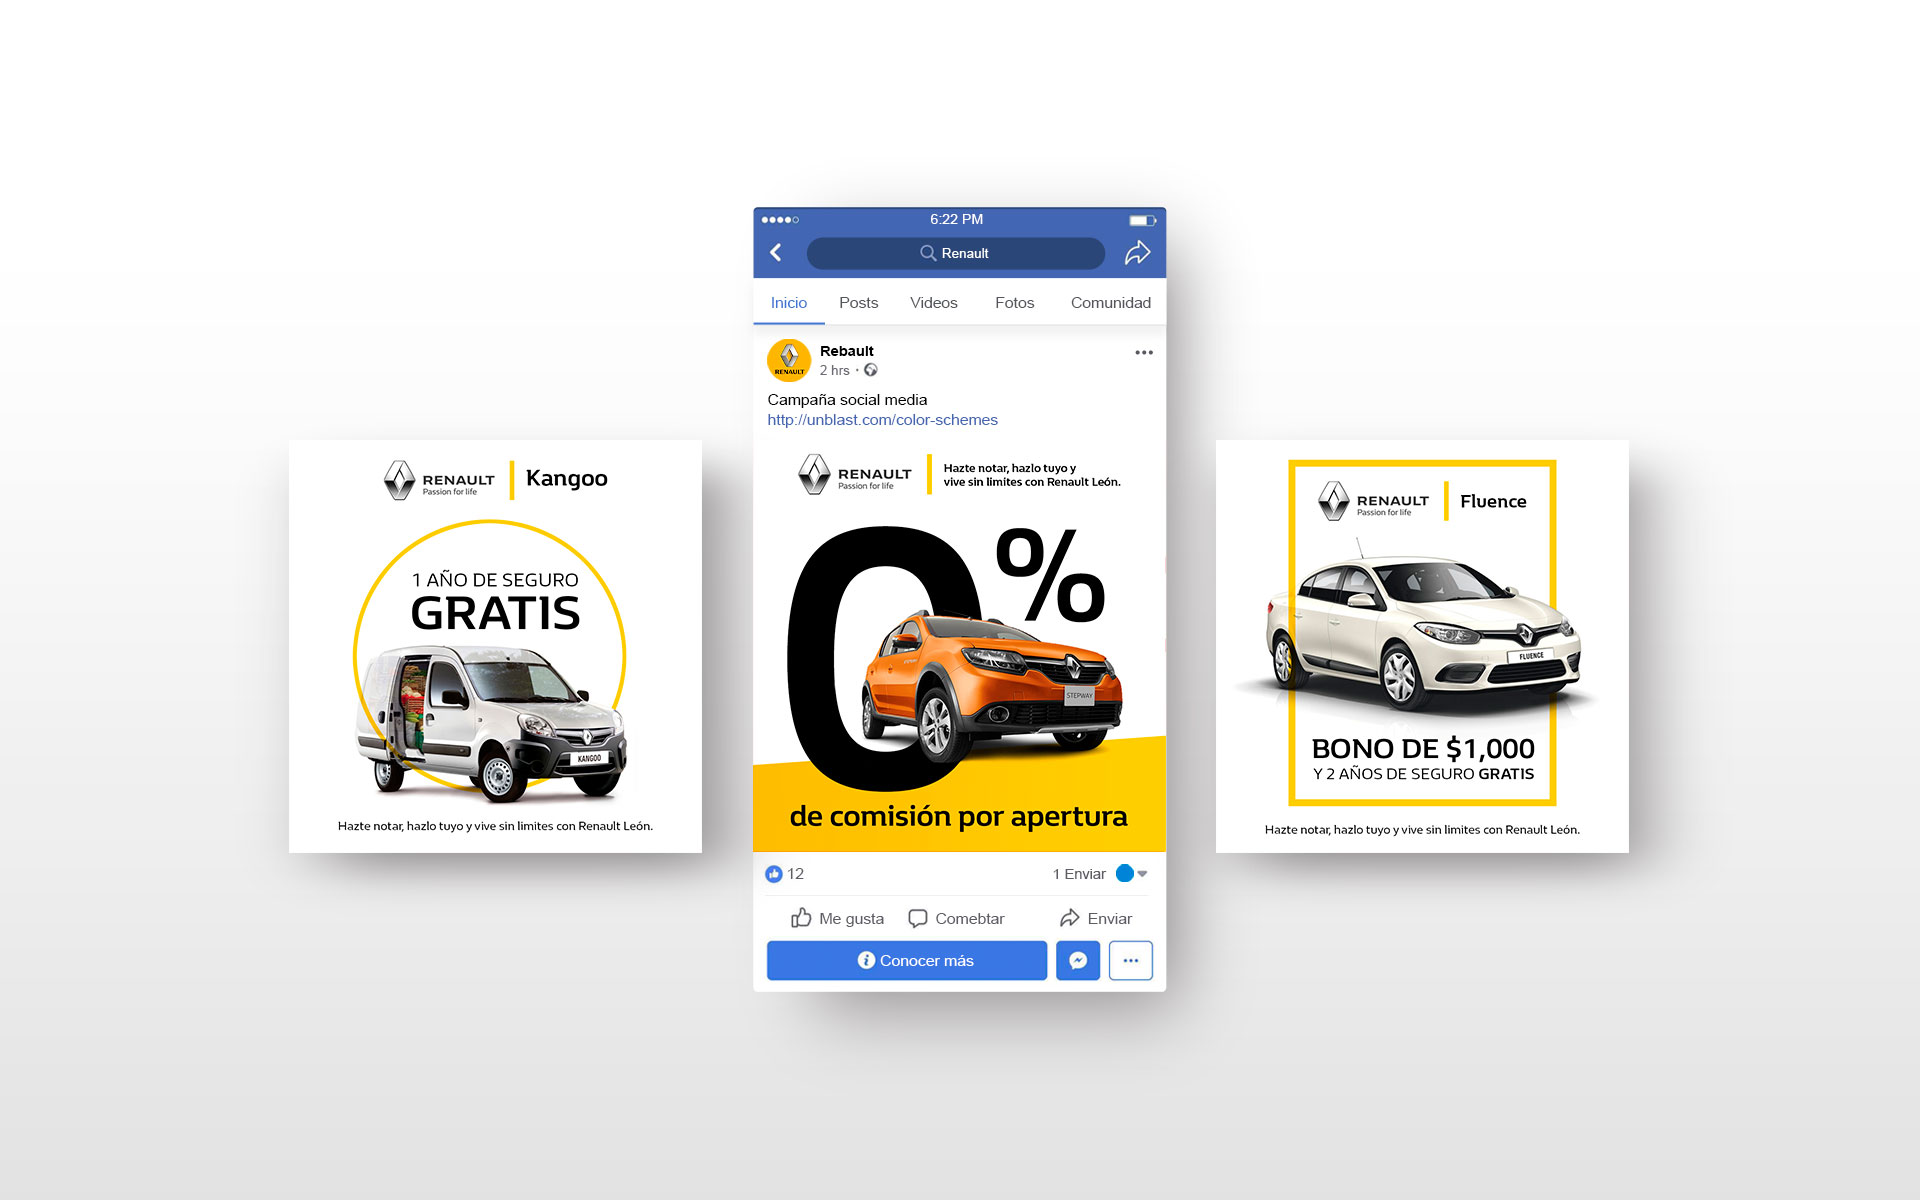 RENAULT
Passion for life
Kangoo
1 AÑO DE SEGURO
GRATIS
KANGOO
Hazte notar, hazlo tuyo y vive sin limites con Renault León.
6:22 PM
Renault
Inicio Posts Videos Fotos Comunidad
RENAULT
Rebault
2 hrs
Campaña social media
http://unblast.com/color-schemes
RENAULT
Passion for life
Hazte notar, hazlo tuyo y
vive sin limites con Renault León.
0%
STEPWAY
de comisión por apertura
12
1 Enviar
Me gusta Comebtar Enviar
Conocer más
RENAULT
Passion for life
Fluence
FLUENCE
BONO DE $1,000
Y 2 AÑOS DE SEGURO GRATIS
Hazte notar, hazlo tuyo y vive sin limites con Renault León.